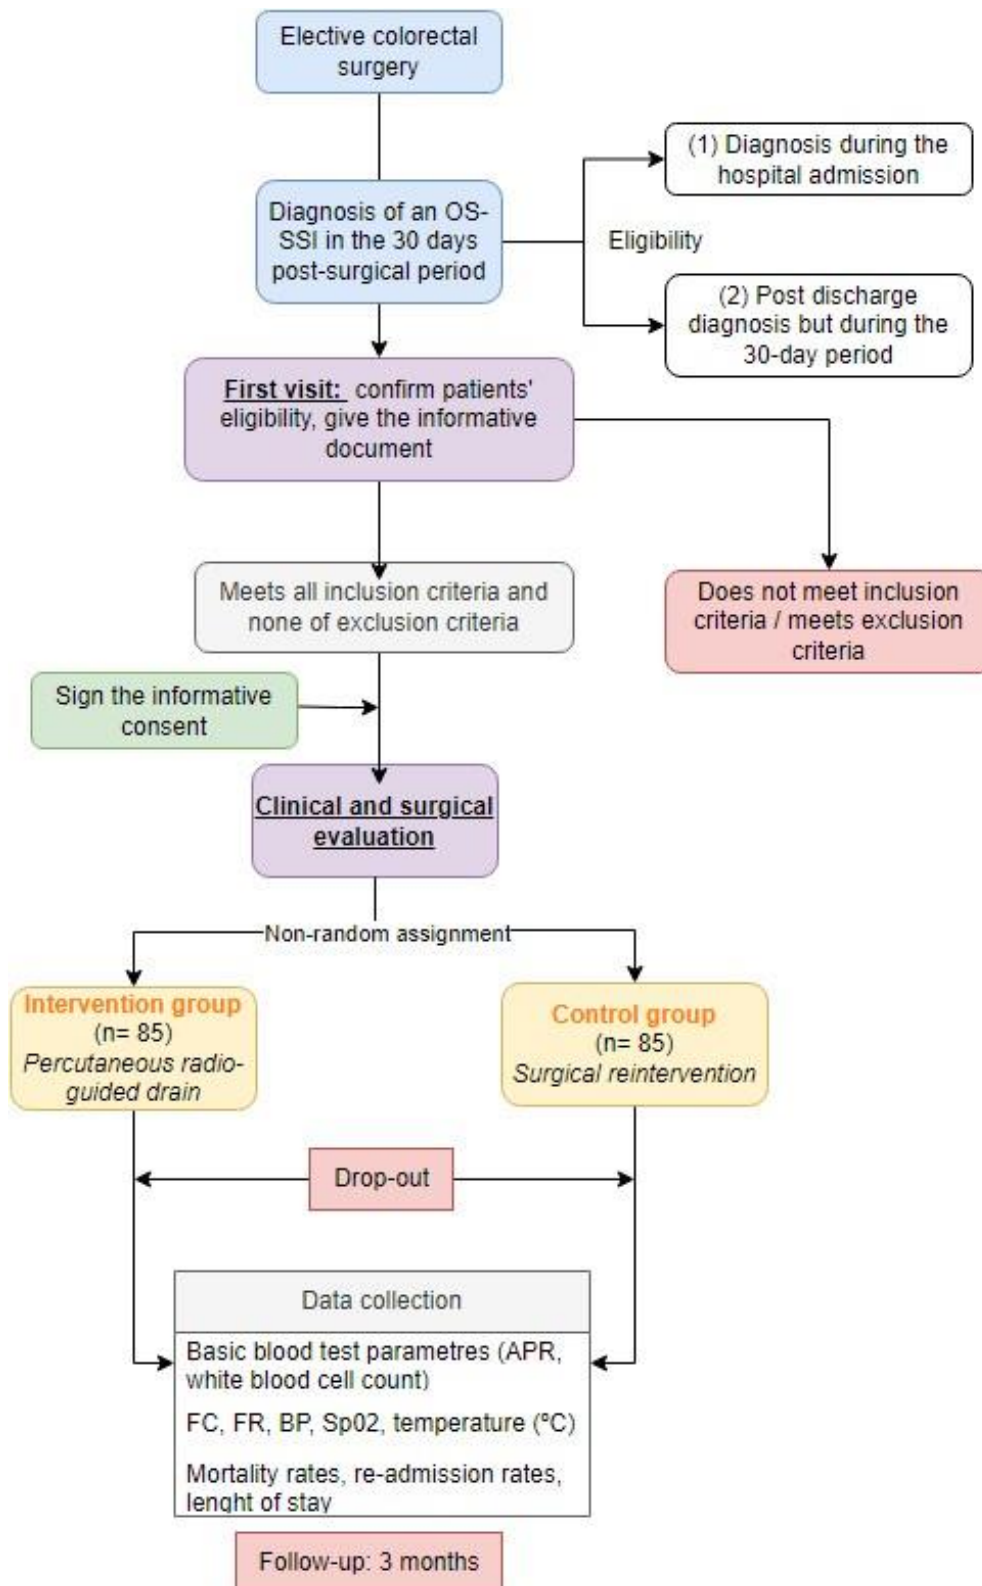 Elective colorectal
surgery
(1) Diagnosis during the
hospital admission
Diagnosis of an OS-
SSI in the 30 days
post-surgical period
Eligibility
(2) Post discharge
diagnosis but during the
30-day period
First visit: confirm patients'
eligibility, give the informative
document
Meets all inclusion criteria and
none of exclusion criteria
Does not meet inclusion
criteria / meets exclusion
criteria
Sign the informative
consent
Clinical and surgical
evaluation
Non-random assignment
Intervention group
(n= 85)
Percutaneous radio-
guided drain
Control group
(n= 85)
Surgical reintervention
Drop-out
Data collection
Basic blood test parametres (APR,
white blood cell count)
FC, FR, BP, Sp02, temperature (ºC)
Mortality rates, re-admission rates,
lenght of stay
Follow-up: 3 months